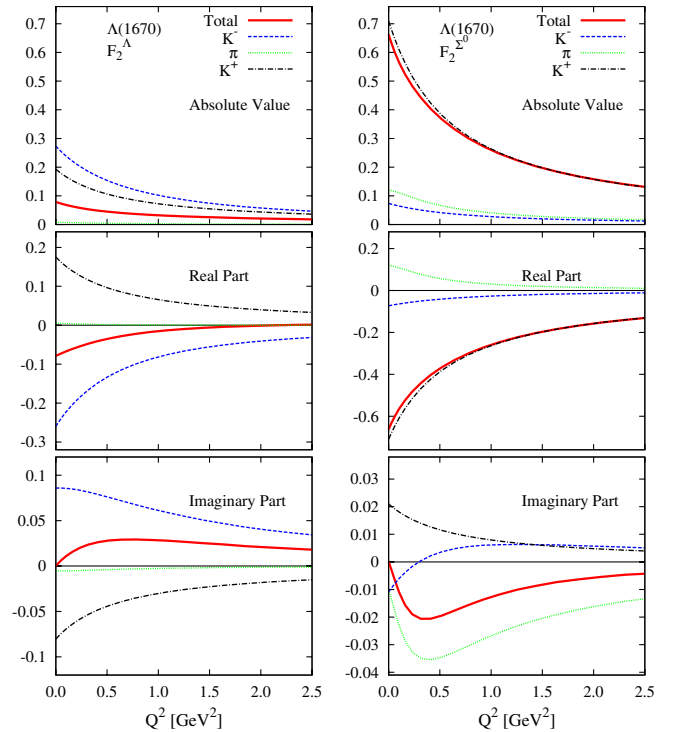 Λ(1670)
F₂^Λ
Total
K⁻
π
K⁺
Absolute Value
0.7
0.6
0.5
0.4
0.3
0.2
0.1
0
Real Part
0.2
0.1
0
-0.1
-0.2
-0.3
Imaginary Part
0.1
0.05
0
-0.05
-0.1
0.0 0.5 1.0 1.5 2.0 2.5
Q² [GeV²]
Λ(1670)
F₂^Σ⁰
Total
K⁻
π
K⁺
Absolute Value
0.7
0.6
0.5
0.4
0.3
0.2
0.1
0
Real Part
0.2
0
-0.2
-0.4
-0.6
Imaginary Part
0.03
0.02
0.01
0
-0.01
-0.02
-0.03
-0.04
0.0 0.5 1.0 1.5 2.0 2.5
Q² [GeV²]